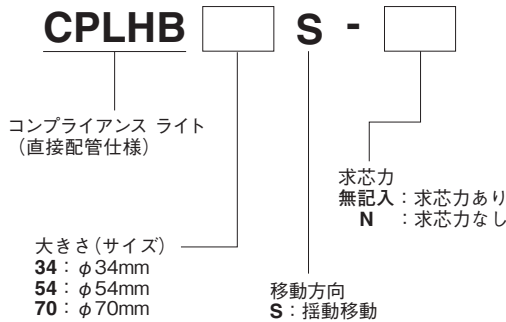 CPLHB S -
コンプライアンス ライト
（直接配管仕様）
求芯力
無記入：求芯力あり
N ：求芯力なし
大きさ（サイズ）
34：φ34mm
54：φ54mm
70：φ70mm
移動方向
S：揺動移動